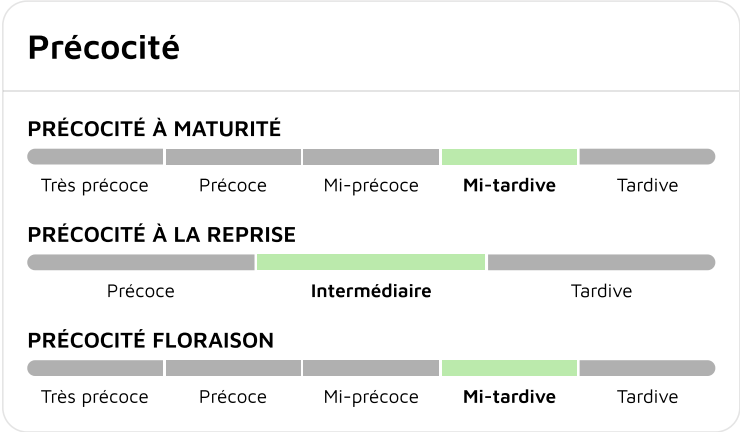 Précocité
PRÉCOCITÉ À MATURITÉ
Très précoce Précoce Mi-précoce Mi-tardive Tardive
PRÉCOCITÉ À LA REPRISE
Précoce Intermédiaire Tardive
PRÉCOCITÉ FLORAISON
Très précoce Précoce Mi-précoce Mi-tardive Tardive